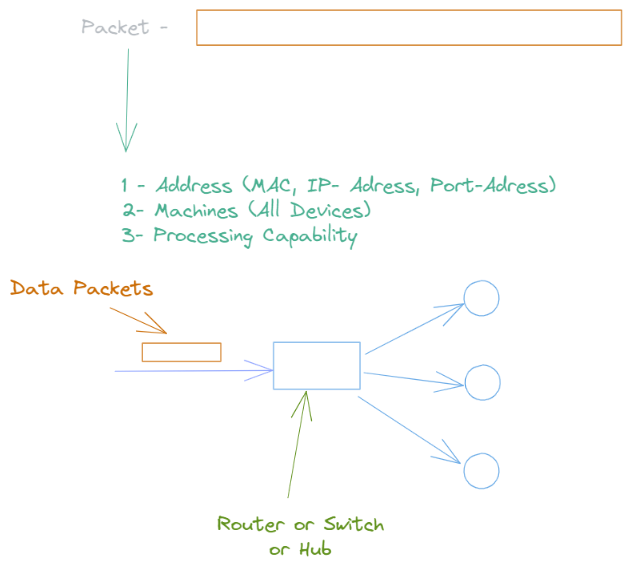 Packet -
1 - Address (MAC, IP- Adress, Port-Adress)
2- Machines (All Devices)
3- Processing Capability
Data Packets
Router or Switch
or Hub